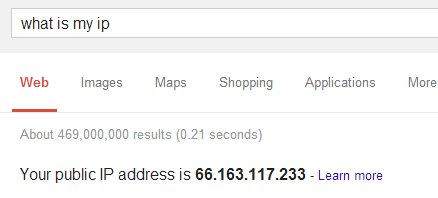 what is my ip
Web Images Maps Shopping Applications More
About 469,000,000 results (0.21 seconds)
Your public IP address is 66.163.117.233 - Learn more